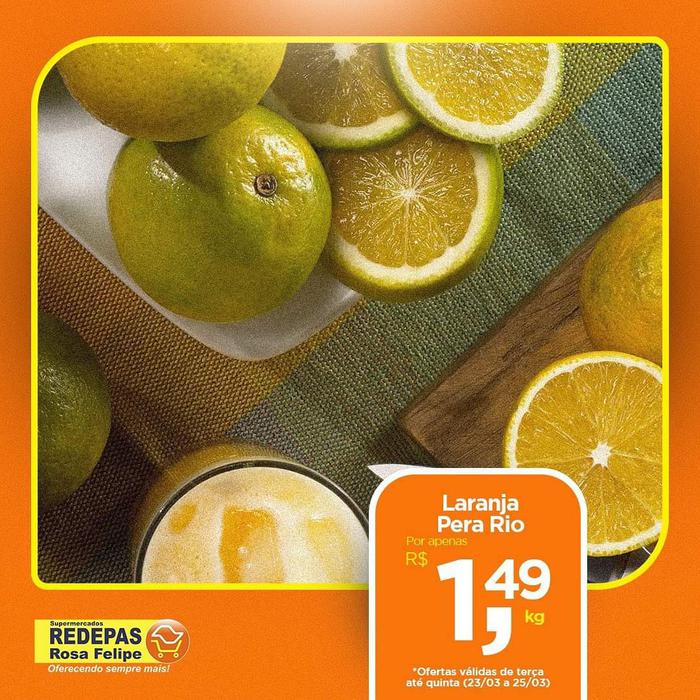 Laranja
Pera Rio
Por apenas
R$ 1,49
kg
*Ofertas válidas de terça
até quinta (23/03 a 25/03)
Supermercados
REDEPAS
Rosa Felipe
Oferecendo sempre mais!